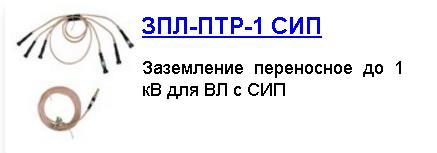 ЗПЛ-ПТР-1 СИП
Заземление переносное до 1
кВ для ВЛ с СИП